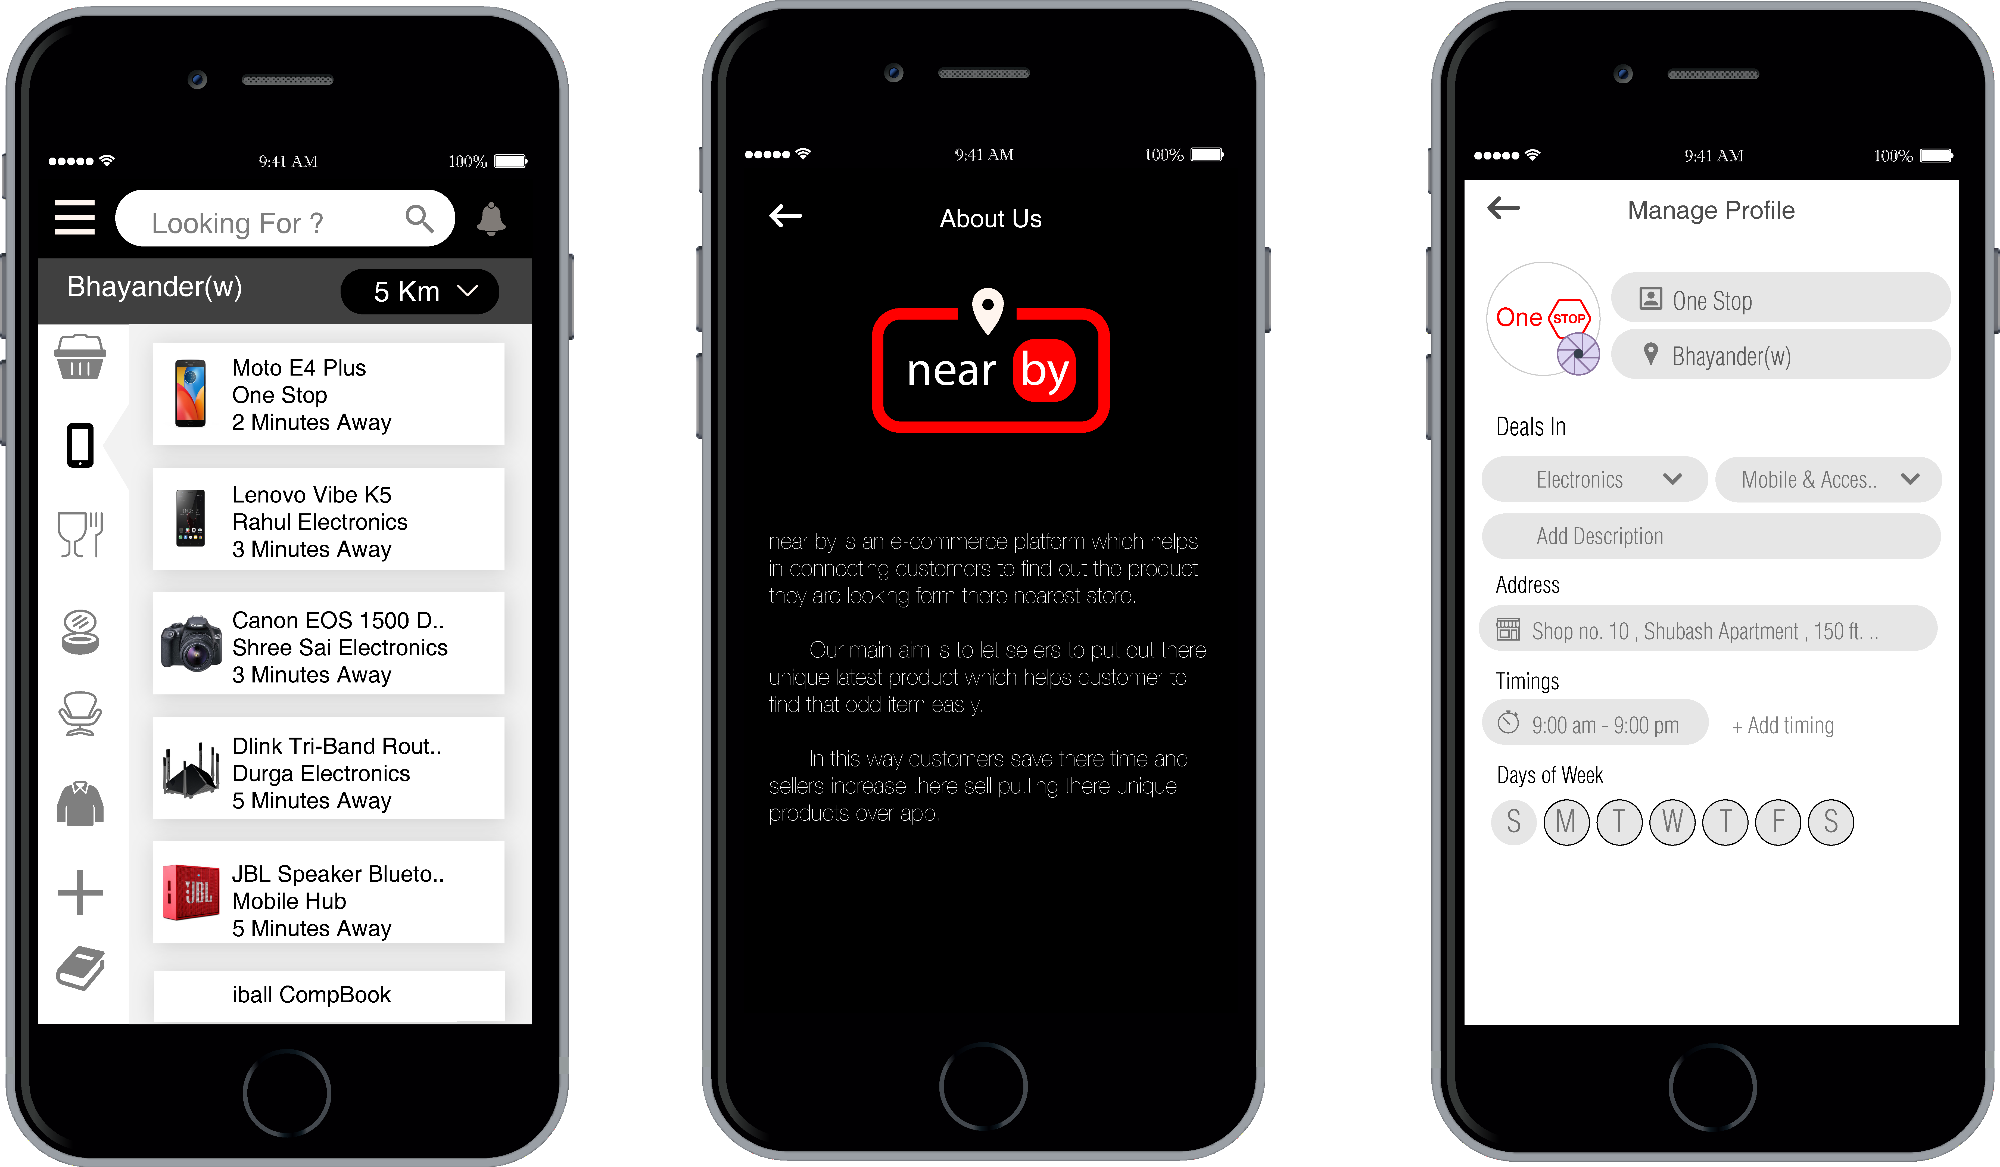 9:41 AM
100%
Looking For ?
Bhayander(w)
5 Km
Moto E4 Plus
One Stop
2 Minutes Away
Lenovo Vibe K5
Rahul Electronics
3 Minutes Away
Canon EOS 1500 D..
Shree Sai Electronics
3 Minutes Away
Dlink Tri-Band Rout..
Durga Electronics
5 Minutes Away
JBL
JBL Speaker Blueto..
Mobile Hub
5 Minutes Away
iball CompBook
9:41 AM
100%
About Us
near by
near by is an e-commerce platform which helps
in connecting customers to find out the product
they are looking form there nearest store.
Our main aim is to let sellers to put out there
unique latest product which helps customer to
find that odd item easily.
In this way customers save there time and
sellers increase there sell putting there unique
products over app.
9:41 AM
100%
Manage Profile
One STOP
One Stop
Bhayander(w)
Deals In
Electronics
Mobile & Acces..
Add Description
Address
Shop no. 10 , Shubash Apartment , 150 ft. ..
Timings
9:00 am - 9:00 pm
+ Add timing
Days of Week
S M T W T F S